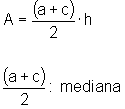 A = (a+c)/2 · h
(a+c)/2 : mediana